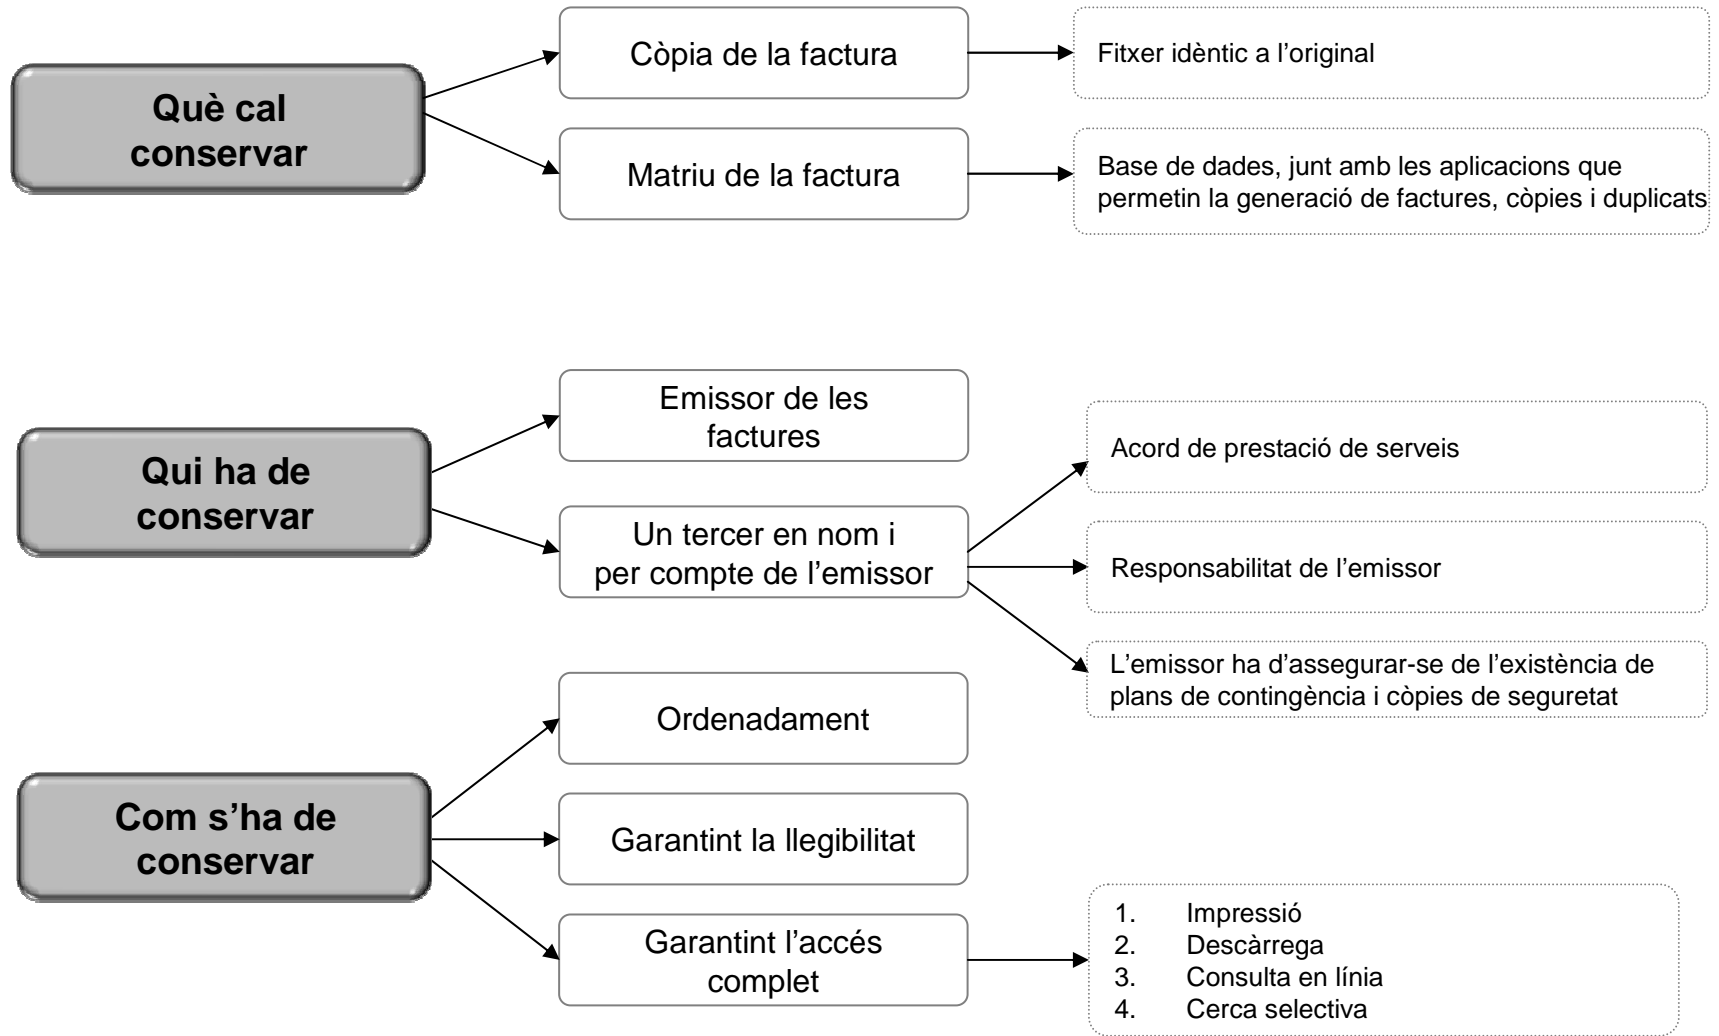 Què cal
conservar
Còpia de la factura
Fitxer idèntic a l’original
Matriu de la factura
Base de dades, junt amb les aplicacions que
permetin la generació de factures, còpies i duplicats
Qui ha de
conservar
Emissor de les
factures
Un tercer en nom i
per compte de l’emissor
Acord de prestació de serveis
Responsabilitat de l’emissor
L’emissor ha d’assegurar-se de l’existència de
plans de contingència i còpies de seguretat
Com s’ha de
conservar
Ordenadament
Garantint la llegibilitat
Garantint l’accés
complet
1. Impressió
2. Descàrrega
3. Consulta en línia
4. Cerca selectiva